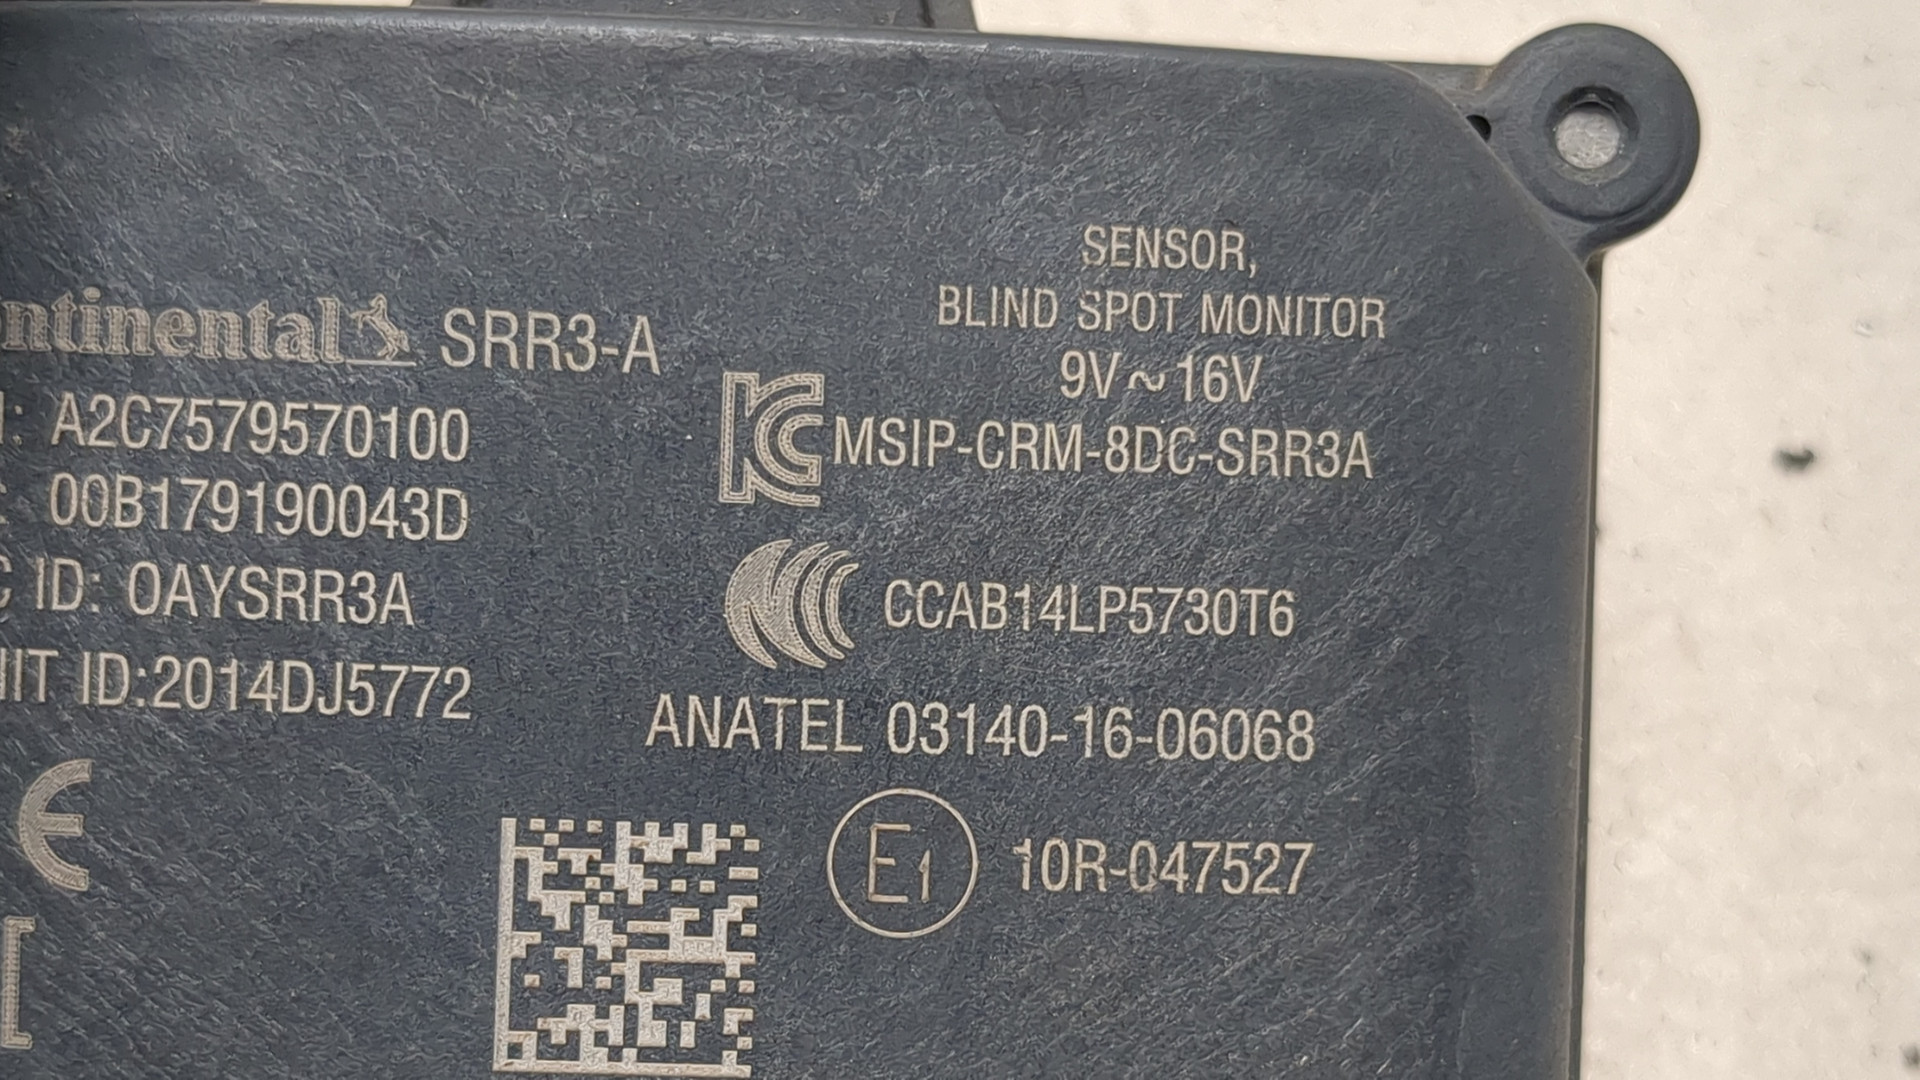 SENSOR,
BLIND SPOT MONITOR
9V~16V
ntinental SRR3-A
MSIP-CRM-8DC-SRR3A
: A2C7579570100
00B179190043D
CCAB14LP5730T6
C ID: OAYSRR3A
IIT ID:2014DJ5772
ANATEL 03140-16-06068
CE
E1 10R-047527